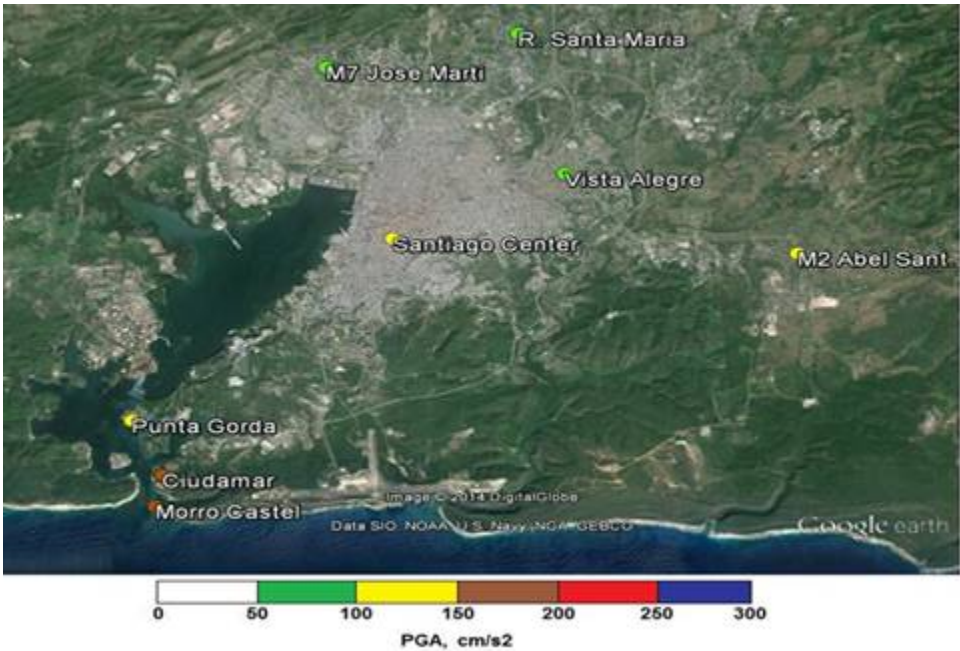 R. Santa Maria
M7 Jose Marti
Vista Alegre
Santiago Center
M2 Abel Sant.
Punta Gorda
Ciudamar
Morro Castel
Image © 2014 DigitalGlobe
Data SIO, NOAA, U.S. Navy, NGA, GEBCO
Google earth
0 50 100 150 200 250 300
PGA, cm/s2